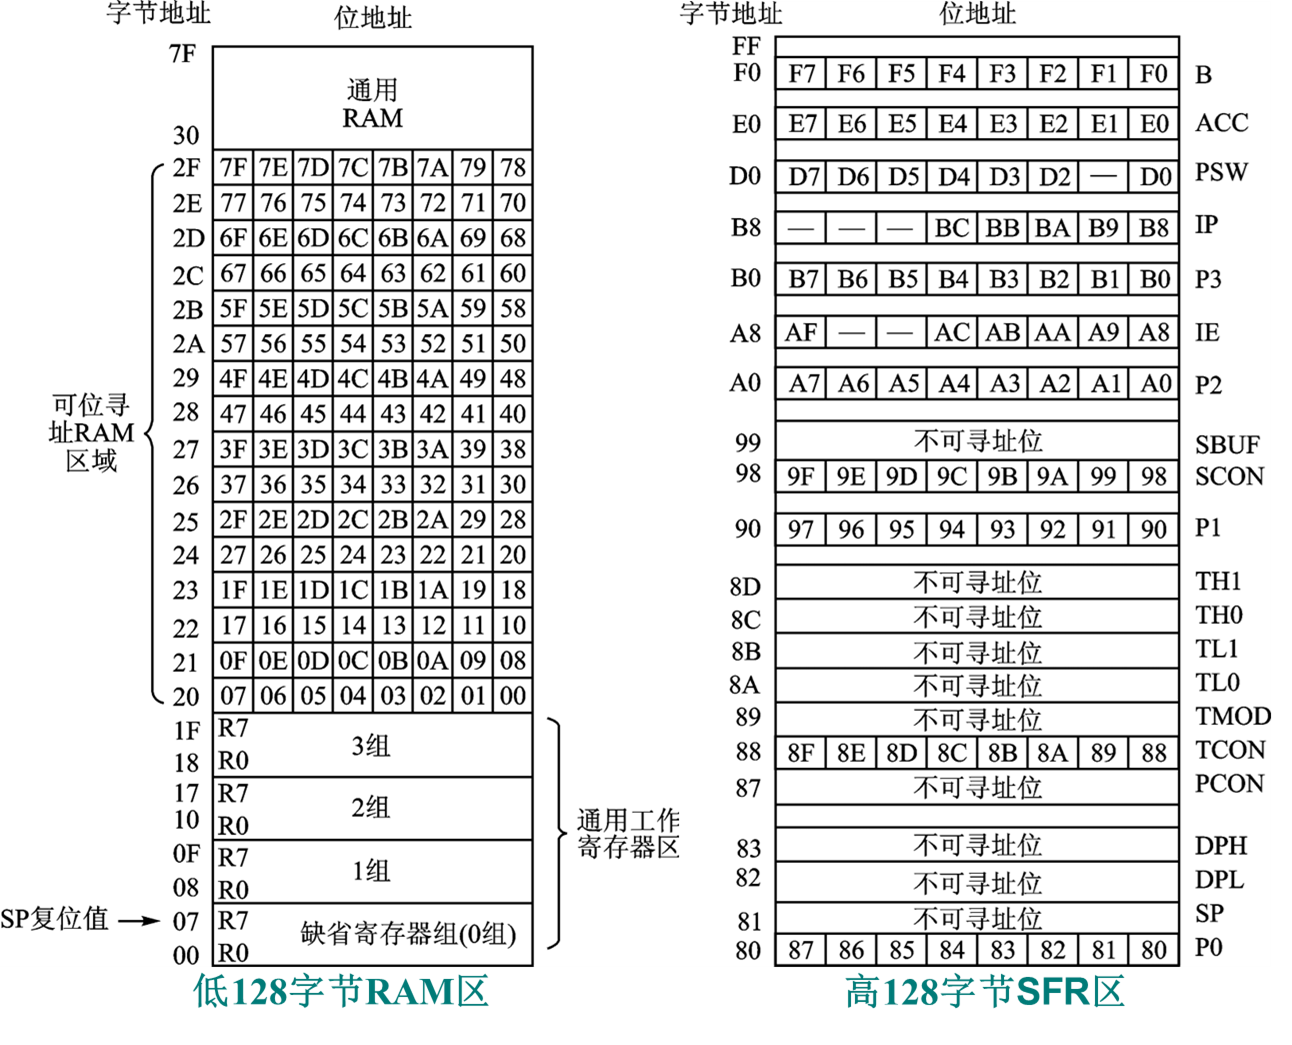 字节地址 位地址
7F
通用
RAM
30
2F 7F 7E 7D 7C 7B 7A 79 78
2E 77 76 75 74 73 72 71 70
2D 6F 6E 6D 6C 6B 6A 69 68
2C 67 66 65 64 63 62 61 60
2B 5F 5E 5D 5C 5B 5A 59 58
2A 57 56 55 54 53 52 51 50
29 4F 4E 4D 4C 4B 4A 49 48
28 47 46 45 44 43 42 41 40
27 3F 3E 3D 3C 3B 3A 39 38
26 37 36 35 34 33 32 31 30
25 2F 2E 2D 2C 2B 2A 29 28
24 27 26 25 24 23 22 21 20
23 1F 1E 1D 1C 1B 1A 19 18
22 17 16 15 14 13 12 11 10
21 0F 0E 0D 0C 0B 0A 09 08
20 07 06 05 04 03 02 01 00
可位寻
址RAM
区域
1F R7
3组
18 R0
17 R7
2组
10 R0
0F R7
1组
08 R0
SP复位值 07 R7
缺省寄存器组(0组)
00 R0
通用工作
寄存器区
低128字节RAM区
字节地址 位地址
FF
F0 F7 F6 F5 F4 F3 F2 F1 F0 B
E0 E7 E6 E5 E4 E3 E2 E1 E0 ACC
D0 D7 D6 D5 D4 D3 D2 — D0 PSW
B8 — — — BC BB BA B9 B8 IP
B0 B7 B6 B5 B4 B3 B2 B1 B0 P3
A8 AF — — AC AB AA A9 A8 IE
A0 A7 A6 A5 A4 A3 A2 A1 A0 P2
99 不可寻址位 SBUF
98 9F 9E 9D 9C 9B 9A 99 98 SCON
90 97 96 95 94 93 92 91 90 P1
8D 不可寻址位 TH1
8C 不可寻址位 TH0
8B 不可寻址位 TL1
8A 不可寻址位 TL0
89 不可寻址位 TMOD
88 8F 8E 8D 8C 8B 8A 89 88 TCON
87 不可寻址位 PCON
83 不可寻址位 DPH
82 不可寻址位 DPL
81 不可寻址位 SP
80 87 86 85 84 83 82 81 80 P0
高128字节SFR区